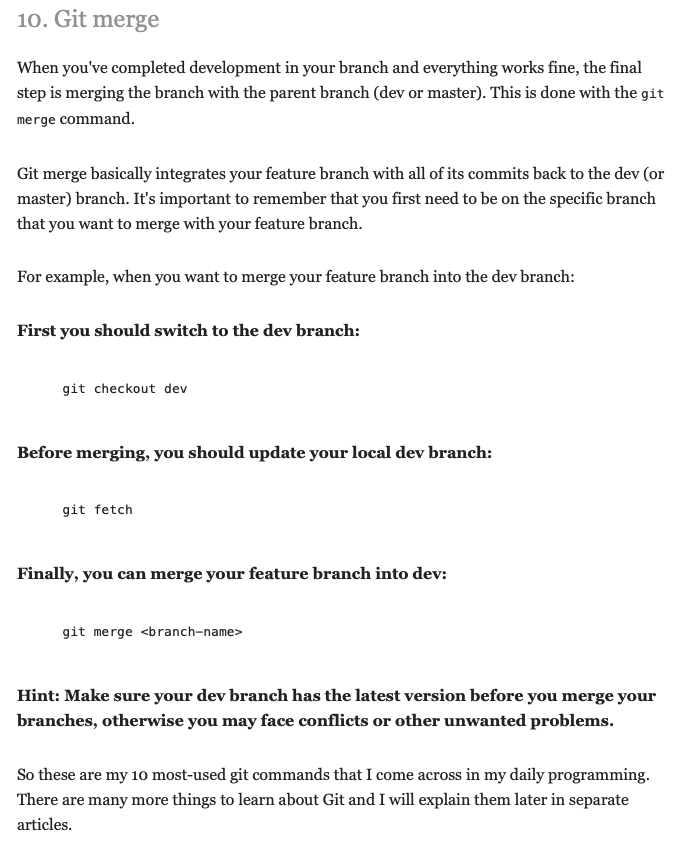 10. Git merge
When you've completed development in your branch and everything works fine, the final
step is merging the branch with the parent branch (dev or master). This is done with the git
merge command.
Git merge basically integrates your feature branch with all of its commits back to the dev (or
master) branch. It's important to remember that you first need to be on the specific branch
that you want to merge with your feature branch.
For example, when you want to merge your feature branch into the dev branch:
First you should switch to the dev branch:
git checkout dev
Before merging, you should update your local dev branch:
git fetch
Finally, you can merge your feature branch into dev:
git merge <branch-name>
Hint: Make sure your dev branch has the latest version before you merge your
branches, otherwise you may face conflicts or other unwanted problems.
So these are my 10 most-used git commands that I come across in my daily programming.
There are many more things to learn about Git and I will explain them later in separate
articles.